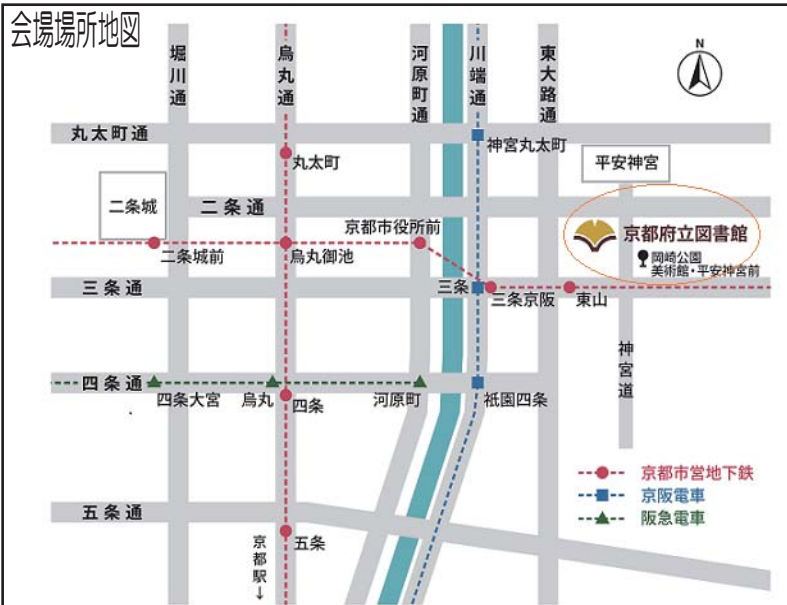 会場場所地図
堀川通
烏丸通
河原町通
川端通
東大路通
N
丸太町通
神宮丸太町
丸太町
平安神宮
二条城
二条通
京都市役所前
京都府立図書館
二条城前
烏丸御池
岡崎公園
美術館・平安神宮前
三条通
三条
三条京阪
東山
神宮道
四条通
四条大宮
烏丸
四条
河原町
祇園四条
京都市営地下鉄
京阪電車
阪急電車
五条通
五条
京都駅↓